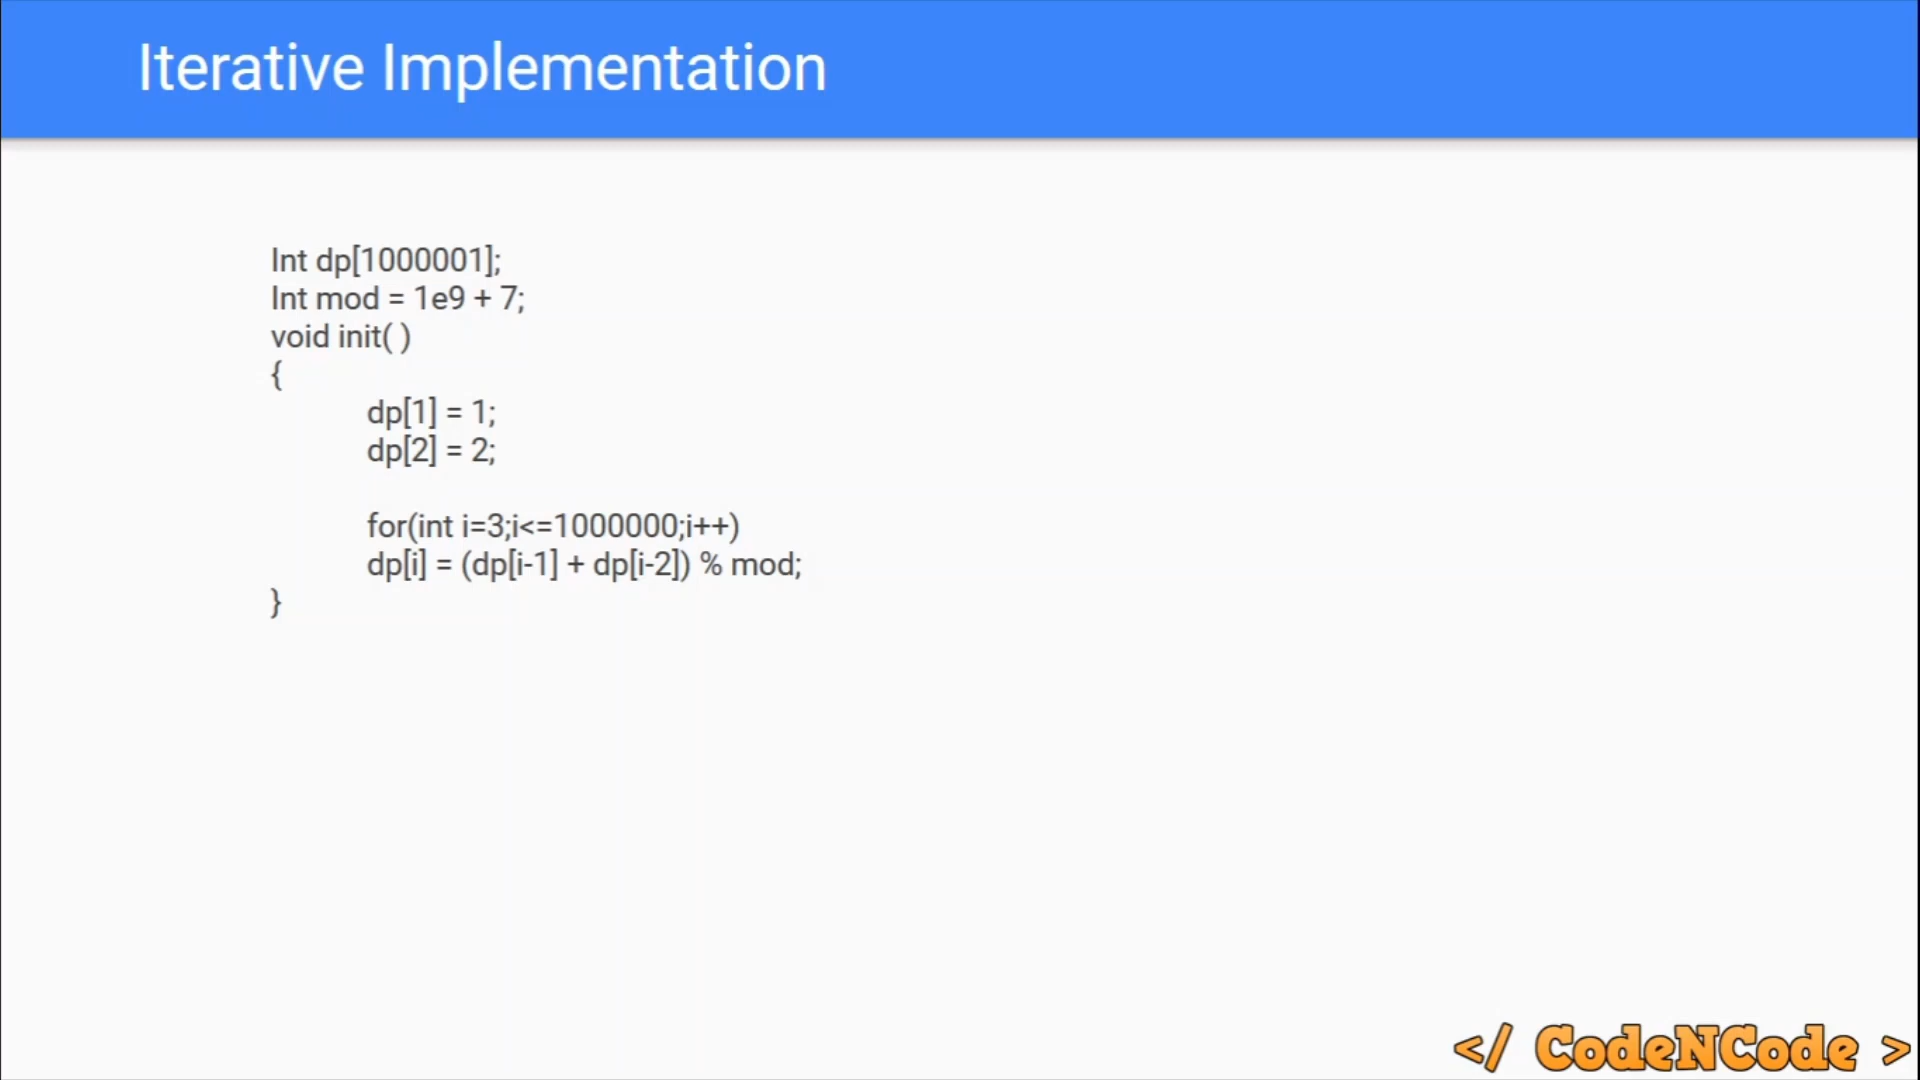 Iterative Implementation
Int dp[1000001];
Int mod = 1e9 + 7;
void init( )
{
dp[1] = 1;
dp[2] = 2;
for(int i=3;i<=1000000;i++)
dp[i] = (dp[i-1] + dp[i-2]) % mod;
}
</ CodeNCode >